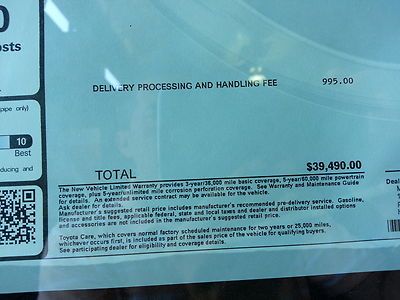 0
osts
DELIVERY PROCESSING AND HANDLING FEE 995.00
pipe only)
10
Best
ducing and
TOTAL $39,490.00
The New Vehicle Limited Warranty provides 3-year/36,000 mile basic coverage, 5-year/60,000 mile powertrain
coverage, plus 5-year/unlimited mile corrosion perforation coverage. See Warranty and Maintenance Guide
for details. An extended service contract may be available for the vehicle.
Ask dealer for details.
Manufacturer's suggested retail price includes manufacturer's recommended pre-delivery service. Gasoline,
license and title fees, applicable federal, state and local taxes and dealer and distributor installed options
and accessories are not included in the manufacturer's suggested retail price.
Toyota Care, which covers normal factory scheduled maintenance for two years or 25,000 miles,
whichever occurs first, is included as part of the sales price of the vehicle for qualifying buyers.
See participating dealer for eligibility and coverage details.
Deal